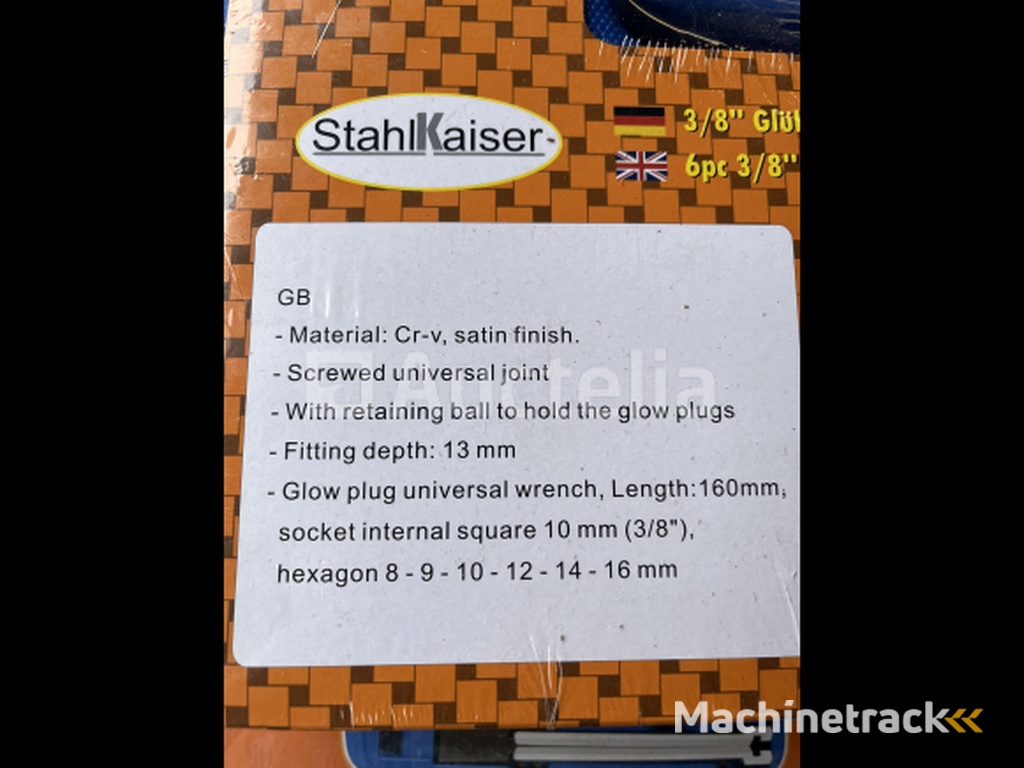 StahlKaiser
3/8" Glüh
6pc 3/8"
GB
- Material: Cr-v, satin finish.
- Screwed universal joint
- With retaining ball to hold the glow plugs
- Fitting depth: 13 mm
- Glow plug universal wrench, Length:160mm,
socket internal square 10 mm (3/8"),
hexagon 8 - 9 - 10 - 12 - 14 - 16 mm
Auctelia
Machinetrack